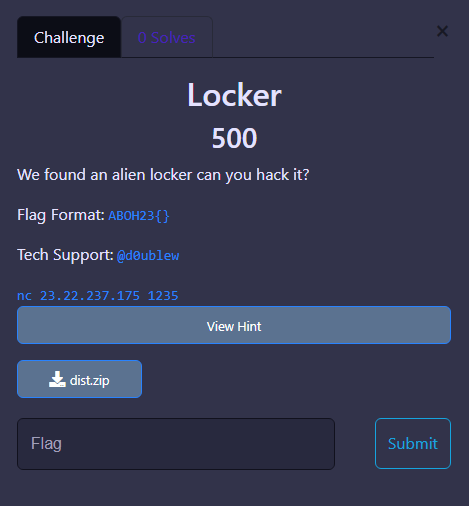 Challenge
0 Solves
×
Locker
500
We found an alien locker can you hack it?
Flag Format: ABOH23{}
Tech Support: @d0ublew
nc 23.22.237.175 1235
View Hint
dist.zip
Flag
Submit